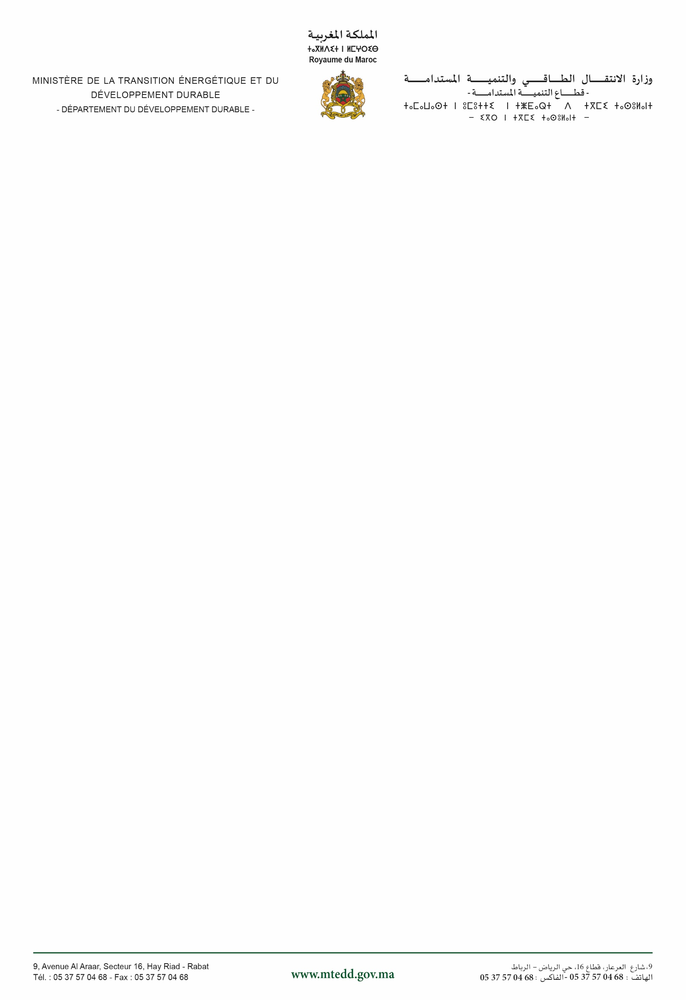 المملكة المغربية
ⵜⴰⴳⵍⴷⵉⵜ ⵏ ⵍⵎⵖⵔⵉⴱ
Royaume du Maroc
MINISTÈRE DE LA TRANSITION ÉNERGÉTIQUE ET DU
DÉVELOPPEMENT DURABLE
- DÉPARTEMENT DU DÉVELOPPEMENT DURABLE -
وزارة الانتقـــال الطـــاقـــي والتنميـــة المستدامـــة
- قطـــاع التنميـــة المستدامـــة -
ⵜⴰⵎⴰⵡⴰⵙⵜ ⵏ ⵓⵎⵓⵜⵜⵉ ⵏ ⵜⵥⴹⴰⵕⵜ ⴷ ⵜⴳⵎⵉ ⵜⴰⵙⵓⵍⴰⵏⵜ
– ⵉⴳⵔ ⵏ ⵜⴳⵎⵉ ⵜⴰⵙⵓⵍⴰⵏⵜ –
9, Avenue Al Araar, Secteur 16, Hay Riad - Rabat
Tél. : 05 37 57 04 68 - Fax : 05 37 57 04 68
www.mtedd.gov.ma
9، شارع العرعار، قطاع 16، حي الرياض – الرباط
الهاتف : 68 04 57 37 05 - الفاكس : 68 04 57 37 05